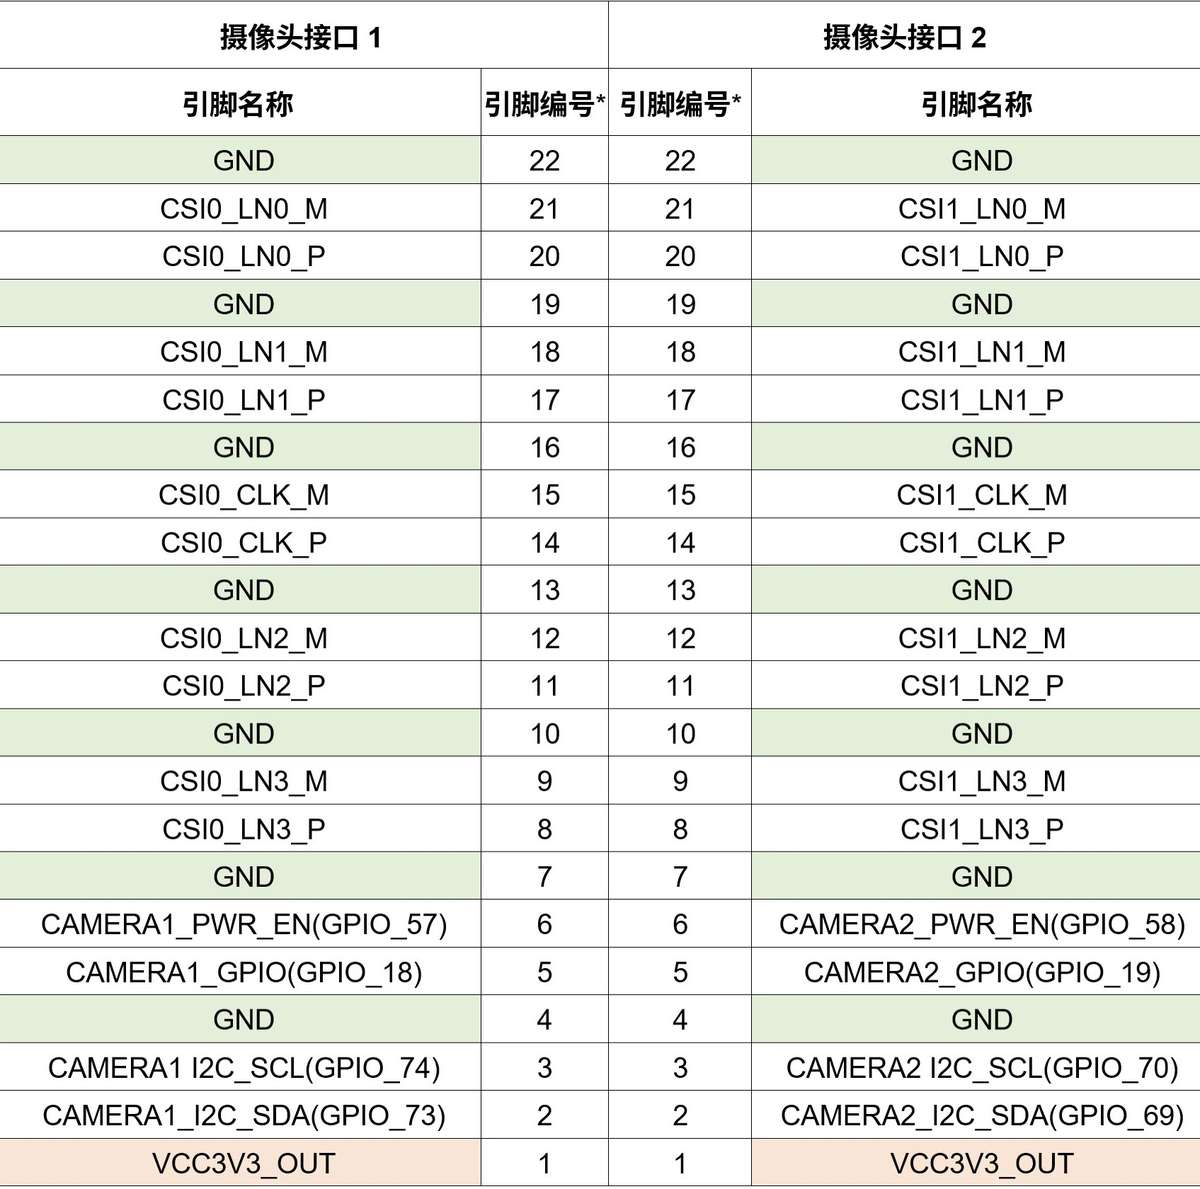 摄像头接口 1 摄像头接口 2
引脚名称 引脚编号* 引脚编号* 引脚名称
GND 22 22 GND
CSI0_LN0_M 21 21 CSI1_LN0_M
CSI0_LN0_P 20 20 CSI1_LN0_P
GND 19 19 GND
CSI0_LN1_M 18 18 CSI1_LN1_M
CSI0_LN1_P 17 17 CSI1_LN1_P
GND 16 16 GND
CSI0_CLK_M 15 15 CSI1_CLK_M
CSI0_CLK_P 14 14 CSI1_CLK_P
GND 13 13 GND
CSI0_LN2_M 12 12 CSI1_LN2_M
CSI0_LN2_P 11 11 CSI1_LN2_P
GND 10 10 GND
CSI0_LN3_M 9 9 CSI1_LN3_M
CSI0_LN3_P 8 8 CSI1_LN3_P
GND 7 7 GND
CAMERA1_PWR_EN(GPIO_57) 6 6 CAMERA2_PWR_EN(GPIO_58)
CAMERA1_GPIO(GPIO_18) 5 5 CAMERA2_GPIO(GPIO_19)
GND 4 4 GND
CAMERA1 I2C_SCL(GPIO_74) 3 3 CAMERA2 I2C_SCL(GPIO_70)
CAMERA1_I2C_SDA(GPIO_73) 2 2 CAMERA2_I2C_SDA(GPIO_69)
VCC3V3_OUT 1 1 VCC3V3_OUT